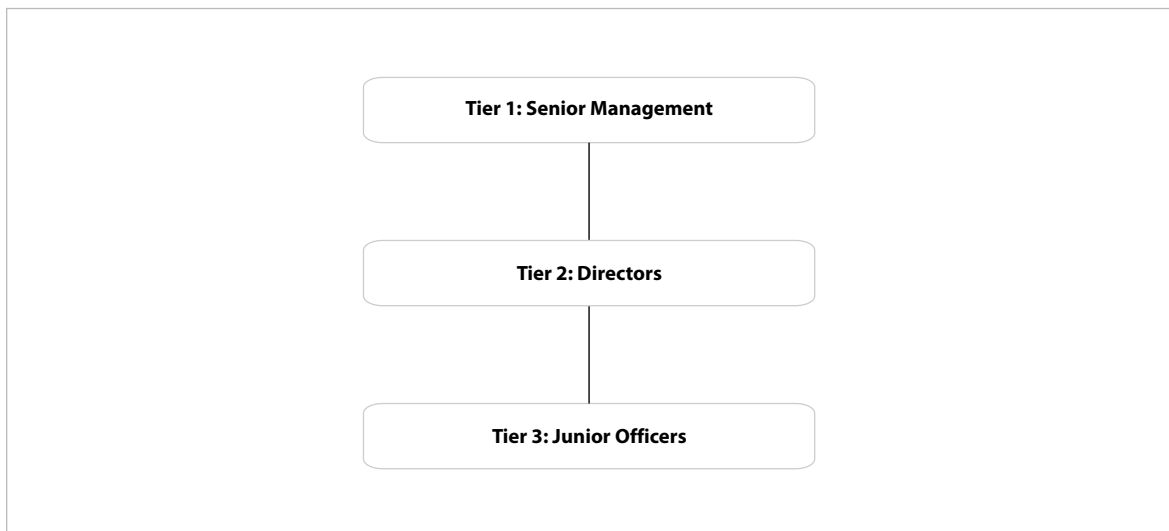 Tier 1: Senior Management
Tier 2: Directors
Tier 3: Junior Officers